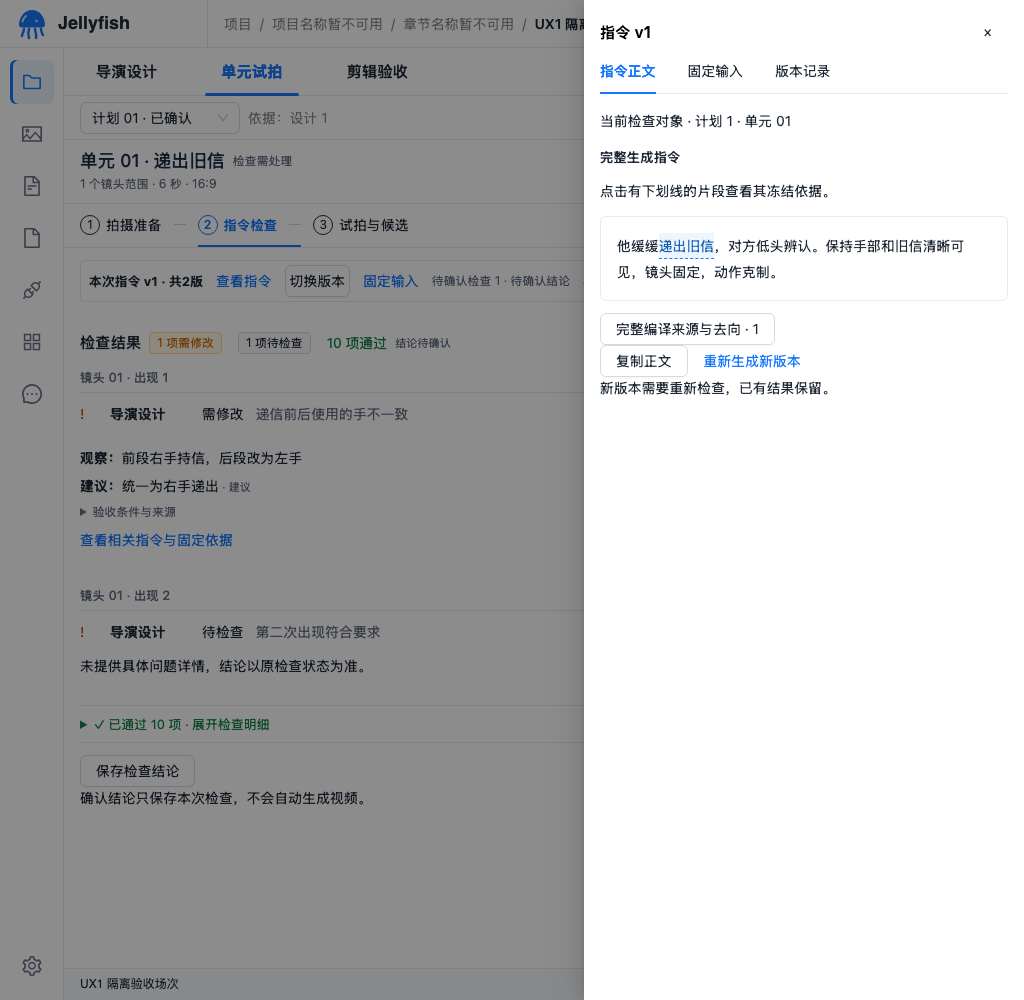 Jellyfish
项目 / 项目名称暂不可用 / 章节名称暂不可用 / UX1 隔
导演设计 单元试拍 剪辑验收
计划 01 · 已确认 依据：设计 1
单元 01 · 递出旧信 检查需处理
1 个镜头范围 · 6 秒 · 16:9
1 拍摄准备 2 指令检查 3 试拍与候选
本次指令 v1 · 共2版 查看指令 切换版本 固定输入 待确认检查 1 · 待确认结论
检查结果 1 项需修改 1 项待检查 10 项通过 结论待确认
镜头 01 · 出现 1
! 导演设计 需修改 递信前后使用的手不一致
观察：前段右手持信，后段改为左手
建议：统一为右手递出 · 建议
验收条件与来源
查看相关指令与固定依据
镜头 01 · 出现 2
! 导演设计 待检查 第二次出现符合要求
未提供具体问题详情，结论以原检查状态为准。
✓ 已通过 10 项 · 展开检查明细
保存检查结论
确认结论只保存本次检查，不会自动生成视频。
UX1 隔离验收场次
指令 v1 ×
指令正文 固定输入 版本记录
当前检查对象 · 计划 1 · 单元 01
完整生成指令
点击有下划线的片段查看其冻结依据。
他缓缓递出旧信，对方低头辨认。保持手部和旧信清晰可
见，镜头固定，动作克制。
完整编译来源与去向 · 1
复制正文 重新生成新版本
新版本需要重新检查，已有结果保留。